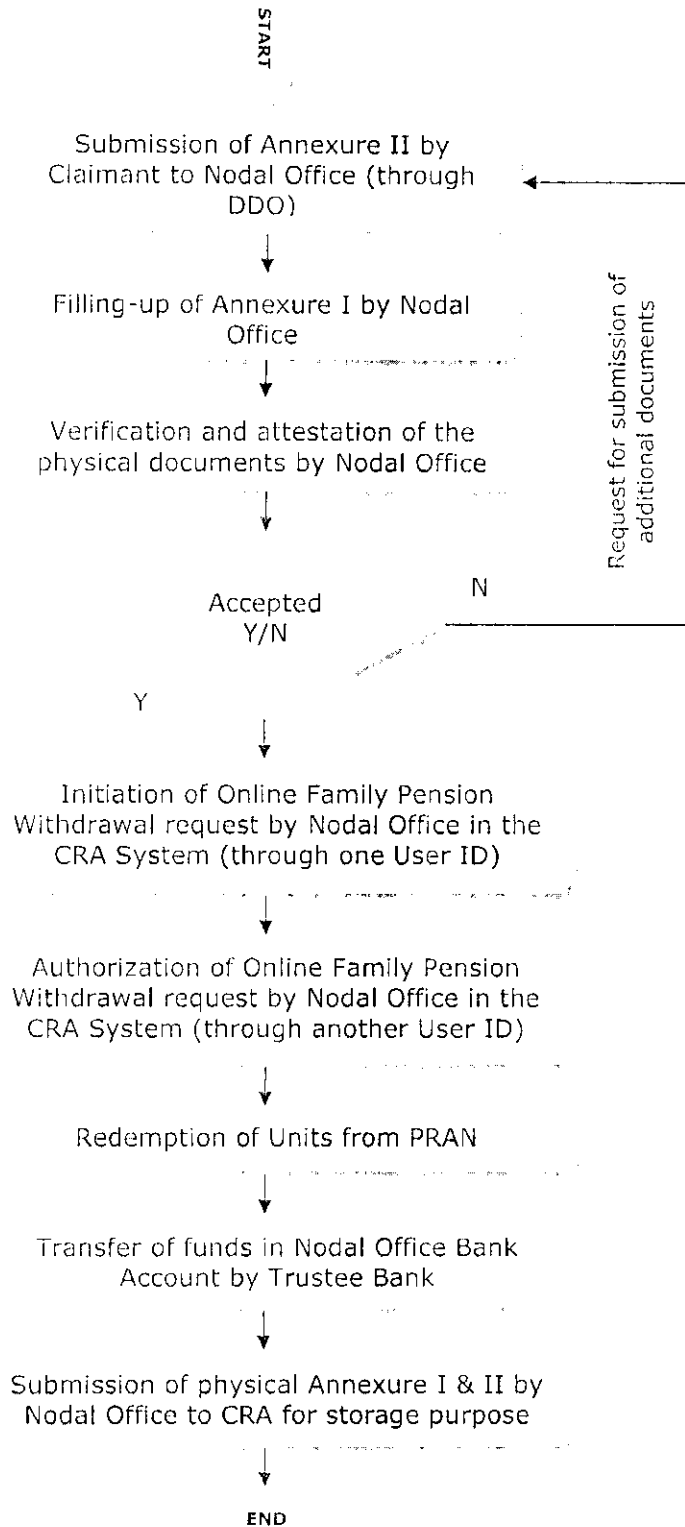 START
Submission of Annexure II by
Claimant to Nodal Office (through
DDO)
Filling-up of Annexure I by Nodal
Office
Verification and attestation of the
physical documents by Nodal Office
Request for submission of
additional documents
Accepted
Y/N
N
Y
Initiation of Online Family Pension
Withdrawal request by Nodal Office in the
CRA System (through one User ID)
Authorization of Online Family Pension
Withdrawal request by Nodal Office in the
CRA System (through another User ID)
Redemption of Units from PRAN
Transfer of funds in Nodal Office Bank
Account by Trustee Bank
Submission of physical Annexure I & II by
Nodal Office to CRA for storage purpose
END